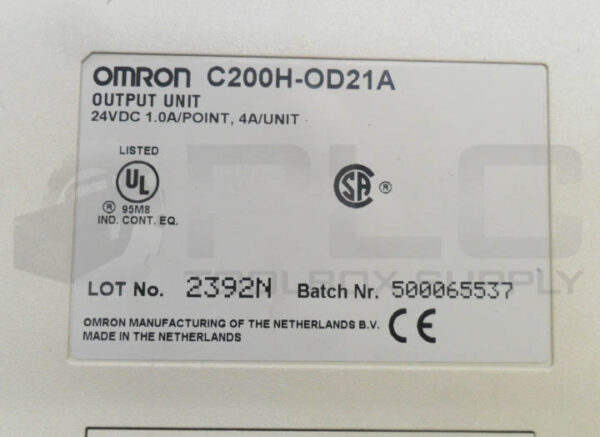 OMRON C200H-OD21A
OUTPUT UNIT
24VDC 1.0A/POINT, 4A/UNIT
LISTED
UL
® 95M8
IND. CONT. EQ.
SA ®
PLC
TOOLBOX SUPPLY
LOT No. 2392N Batch Nr. 500065537
OMRON MANUFACTURING OF THE NETHERLANDS B.V.
MADE IN THE NETHERLANDS
CE